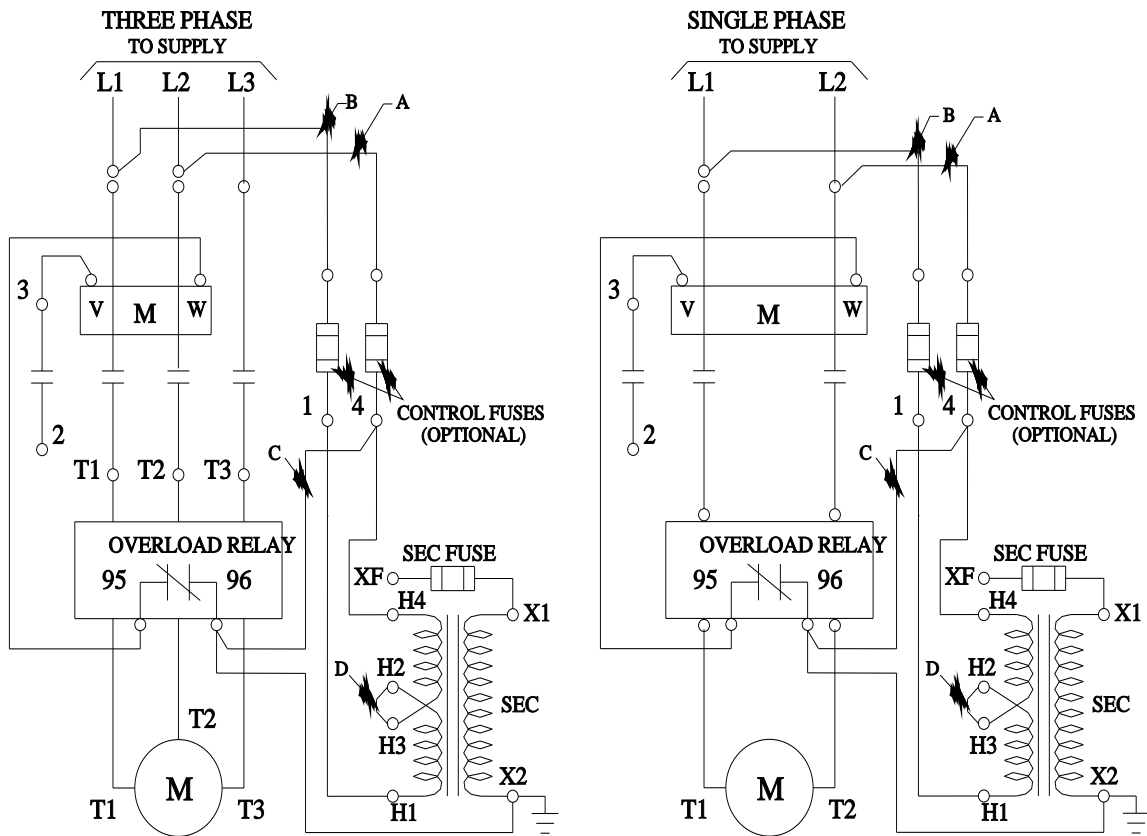 THREE PHASE
TO SUPPLY
L1 L2 L3
B A
3
V M W
1 4
CONTROL FUSES
(OPTIONAL)
2
C
T1 T2 T3
OVERLOAD RELAY
95 96
SEC FUSE
XF
H4 X1
D H2
SEC
H3
T2
X2
M
T1 T3
H1
SINGLE PHASE
TO SUPPLY
L1 L2
B A
3
V M W
1 4
CONTROL FUSES
(OPTIONAL)
2
C
OVERLOAD RELAY
95 96
SEC FUSE
XF
H4 X1
D H2
SEC
H3
X2
M
T1 T2
H1